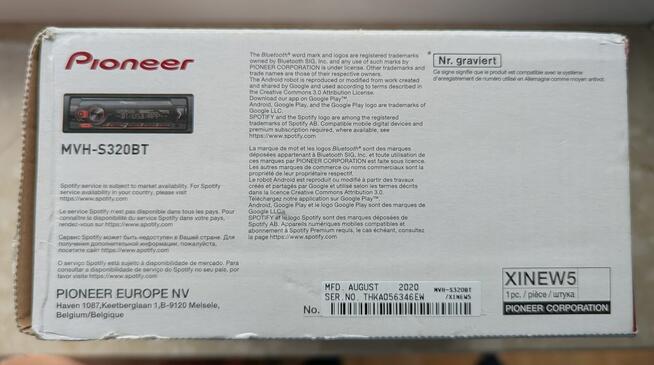 Pioneer
MVH-S320BT
Spotify service is subject to market availability. For Spotify
service availability in your country, please visit
https://www.spotify.com
Le service Spotify n'est pas disponible dans tous les pays. Pour
connaître la disponibilité du service Spotify dans votre pays,
rendez-vous sur https://www.spotify.com
Сервис Spotify может быть недоступен в Вашей стране. Для
получения дополнительной информации, пожалуйста,
посетите сайт https://www.spotify.com
O serviço Spotify está à disponibilidade de mercado. Para
consultar a disponibilidade do serviço Spotify no seu país, por
favor visite https://www.spotify.com
PIONEER EUROPE NV
Haven 1087,Keetberglaan 1,B-9120 Melsele,
Belgium/Belgique
The Bluetooth® word mark and logos are registered trademarks
owned by Bluetooth SIG, Inc. and any use of such marks by
PIONEER CORPORATION is under license. Other trademarks and
trade names are those of their respective owners.
The Android robot is reproduced or modified from work created
and shared by Google and used according to terms described in
the Creative Commons 3.0 Attribution License.
Download our app on Google Play™
Android, Google Play, and the Google Play logo are trademarks of
Google LLC.
SPOTIFY and the Spotify logo are among the registered
trademarks of Spotify AB. Compatible mobile digital devices and
premium subscription required, where available, see
https://www.spotify.com
La marque de mot et les logos Bluetooth® sont des marques
déposées appartenant à Bluetooth SIG, Inc. et toute utilisation de
ces marques par PIONEER CORPORATION est faite sous licence.
Les autres marques de commerce ou noms commerciaux sont la
propriété de leur propriétaire respectif.
Le robot Android est reproduit ou modifié à partir des travaux
créés et partagés par Google et utilisé selon les termes décrits
dans la licence Creative Commons Attribution 3.0.
Téléchargez notre application sur Google Play™
Android, Google Play et le logo Google Play sont des marques de
Google LLC.
SPOTIFY et le logo Spotify sont des marques déposées de
Spotify AB. Appareils numériques mobiles compatibles et
abonnement à Spotify Premium requis, le cas échéant, consultez
la page https://www.spotify.com
* Nr. graviert
Ce signe signifie que le produit est compatible avec le système
d'enregistrement de numéro utilisé en Allemagne comme moyen antivol.
MFD. AUGUST 2020 MVH-S320BT
SER.NO. THKA056346EW /XINEW5
No.
XINEW5
1 pc. / pièce / штука
PIONEER CORPORATION